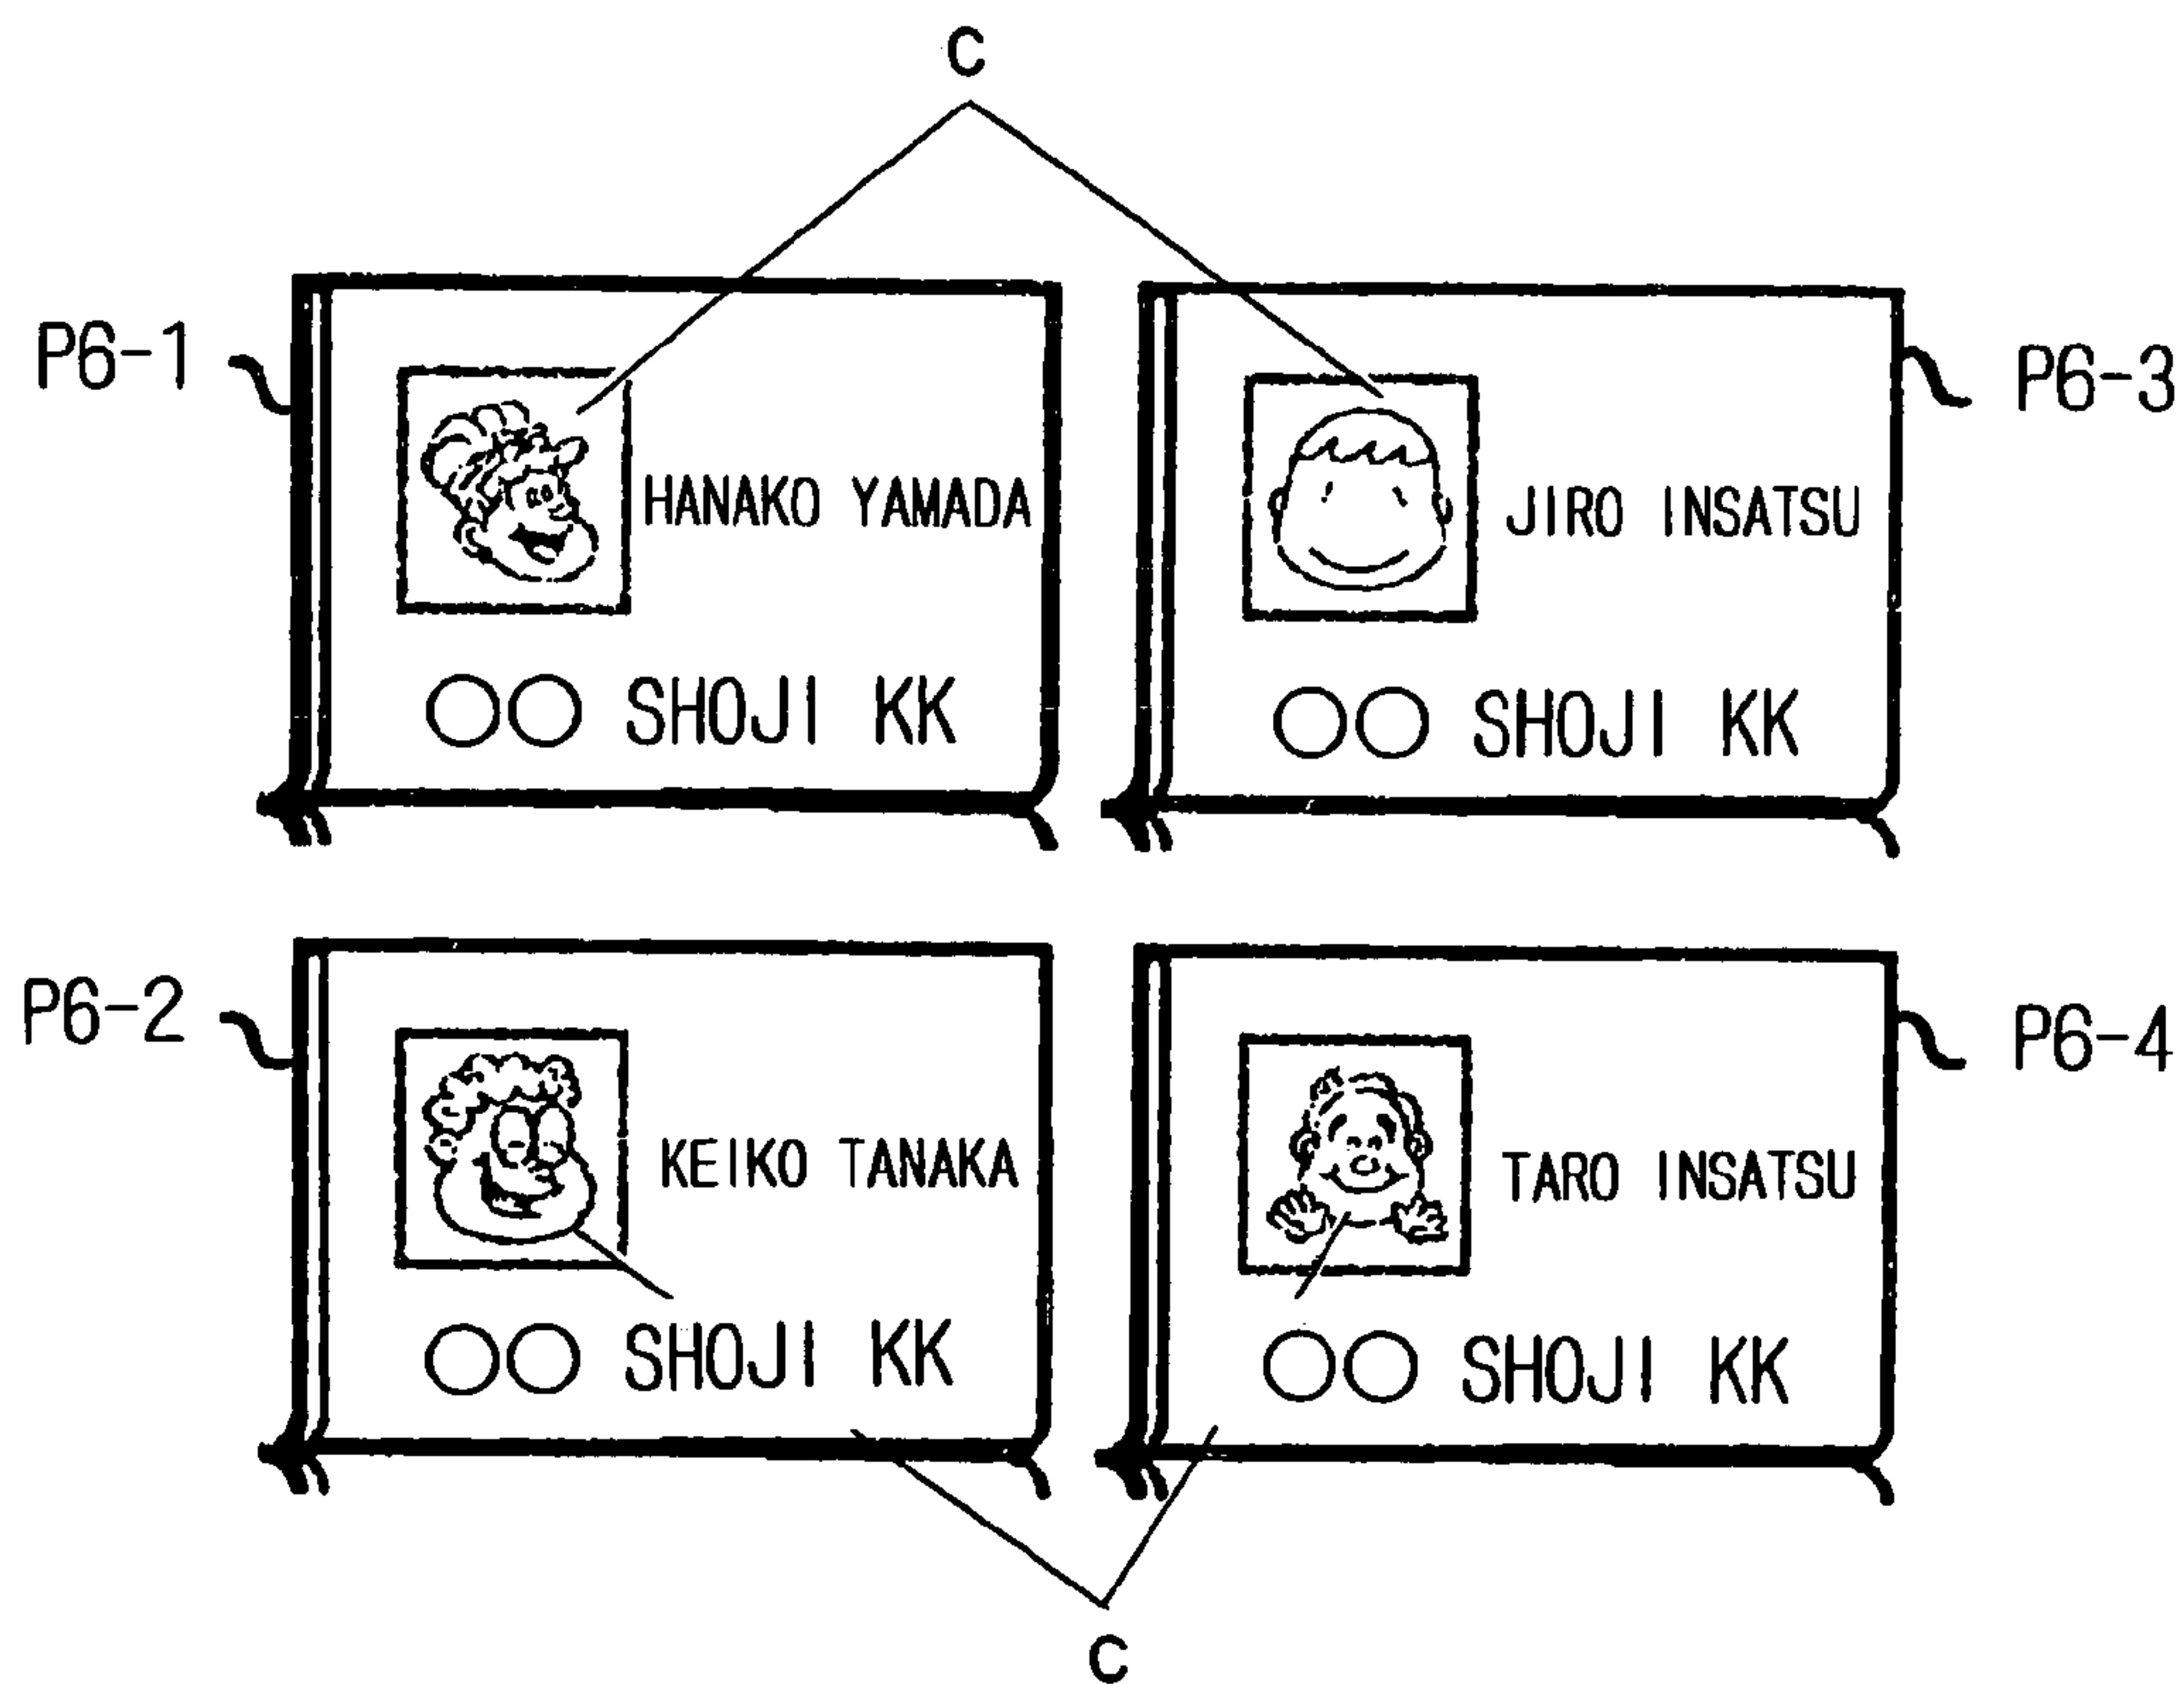 C
P6-1
HANAKO YAMADA
○○ SHOJI KK
P6-3
JIRO INSATSU
○○ SHOJI KK
P6-2
KEIKO TANAKA
○○ SHOJI KK
P6-4
TARO INSATSU
○○ SHOJI KK
C